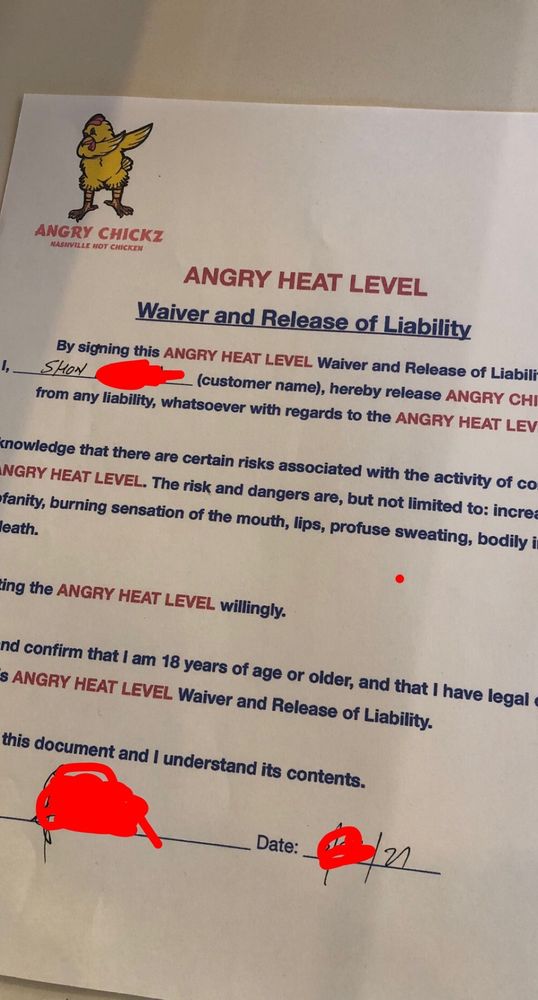 ANGRY CHICKZ
NASHVILLE HOT CHICKEN
ANGRY HEAT LEVEL
Waiver and Release of Liability
By signing this ANGRY HEAT LEVEL Waiver and Release of Liabili
I, SHON (customer name), hereby release ANGRY CHI
from any liability, whatsoever with regards to the ANGRY HEAT LEV
knowledge that there are certain risks associated with the activity of co
ANGRY HEAT LEVEL. The risk and dangers are, but not limited to: increa
ofanity, burning sensation of the mouth, lips, profuse sweating, bodily i
death.
ting the ANGRY HEAT LEVEL willingly.
nd confirm that I am 18 years of age or older, and that I have legal
s ANGRY HEAT LEVEL Waiver and Release of Liability.
this document and I understand its contents.
Date: /21